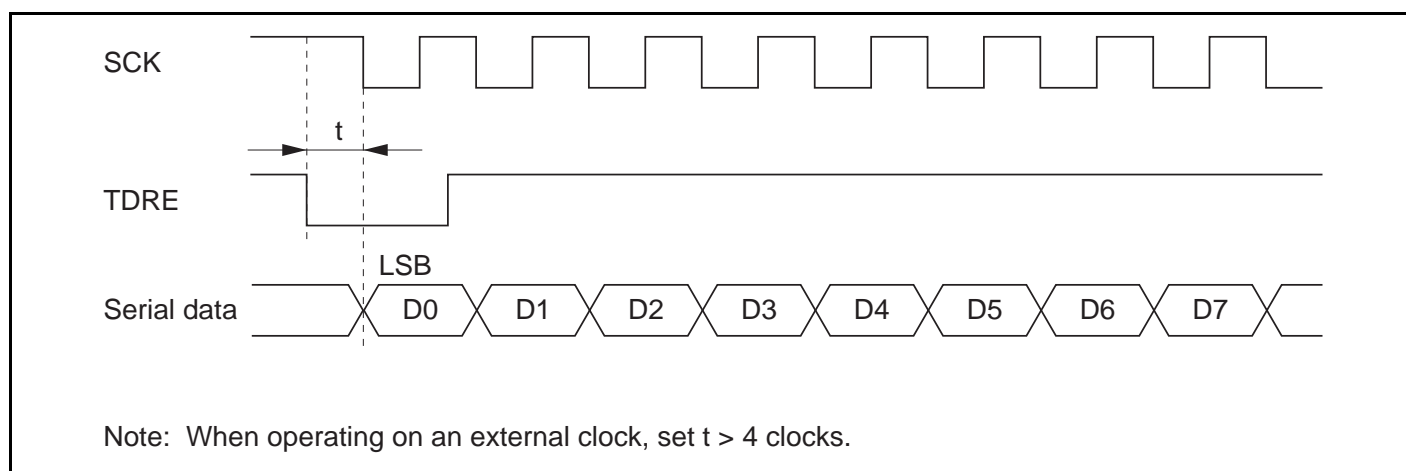 SCK
t
TDRE
LSB
Serial data D0 D1 D2 D3 D4 D5 D6 D7
Note: When operating on an external clock, set t > 4 clocks.